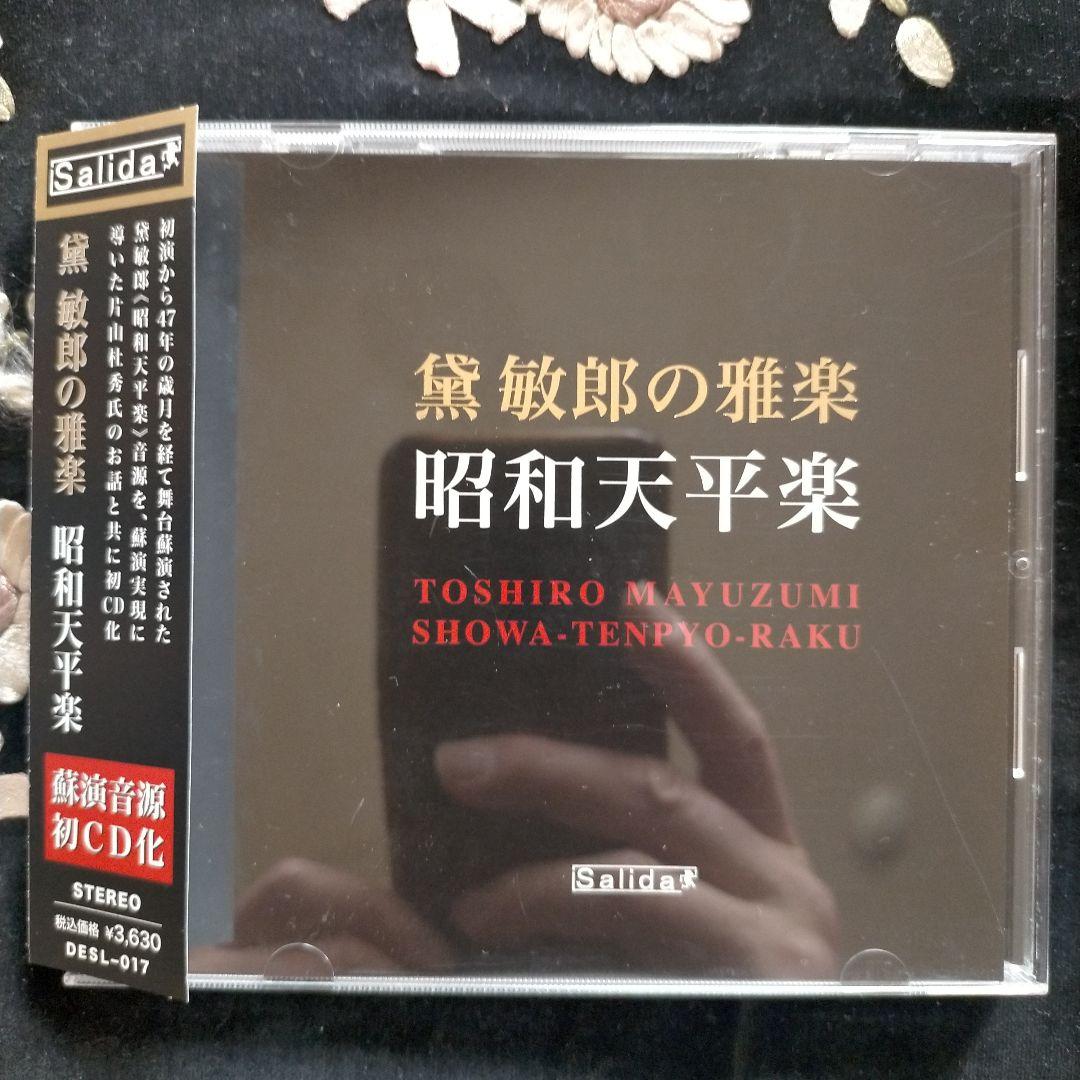 Salida
初演から47年の歳月を経て舞台蘇演された
黛敏郎《昭和天平楽》音源を、蘇演実現に
導いた片山杜秀氏のお話と共に初CD化
黛 敏郎の雅楽 昭和天平楽
蘇演音源
初CD化
STEREO
税込価格 ¥3,630
DESL-017
黛 敏郎の雅楽
昭和天平楽
TOSHIRO MAYUZUMI
SHOWA-TENPYO-RAKU
Salida